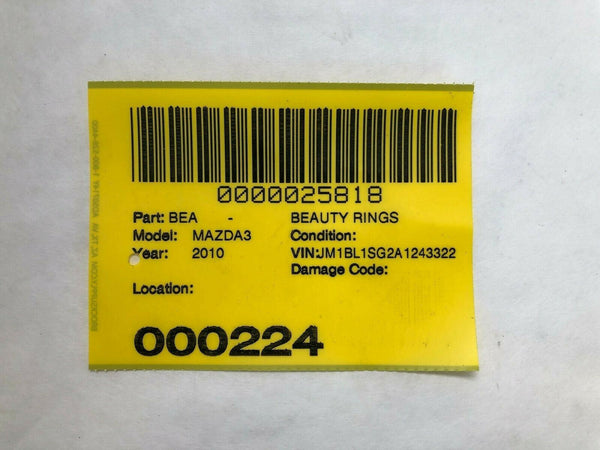 0000025818
Part: BEA - BEAUTY RINGS
Model: MAZDA3 Condition:
Year: 2010 VIN:JM1BL1SG2A1243322
Damage Code:
Location:
000224